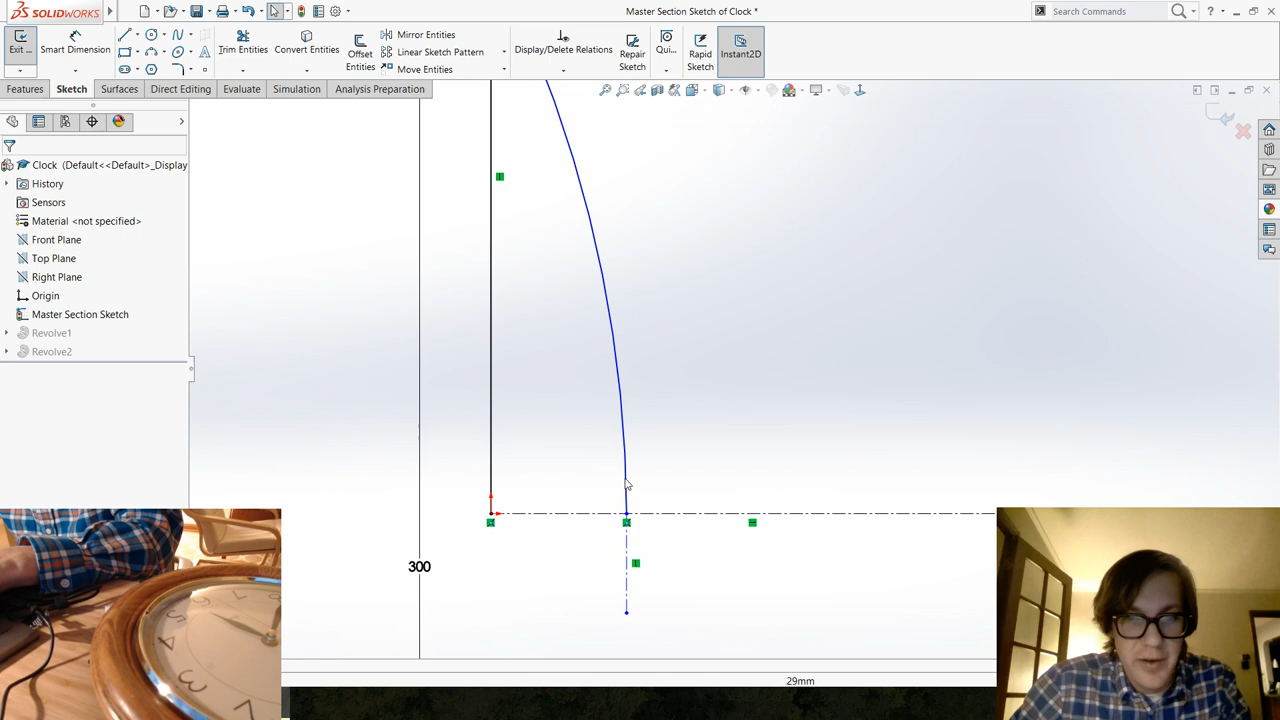 SOLIDWORKS
Master Section Sketch of Clock *
Search Commands
?
Exit ...
Smart Dimension
Trim Entities
Convert Entities
Offset Entities
Mirror Entities
Linear Sketch Pattern
Move Entities
Display/Delete Relations
Repair Sketch
Qui...
Rapid Sketch
Instant2D
Features
Sketch
Surfaces
Direct Editing
Evaluate
Simulation
Analysis Preparation
Clock (Default<<Default>_Display
History
Sensors
Material <not specified>
Front Plane
Top Plane
Right Plane
Origin
Master Section Sketch
Revolve1
Revolve2
300
29mm